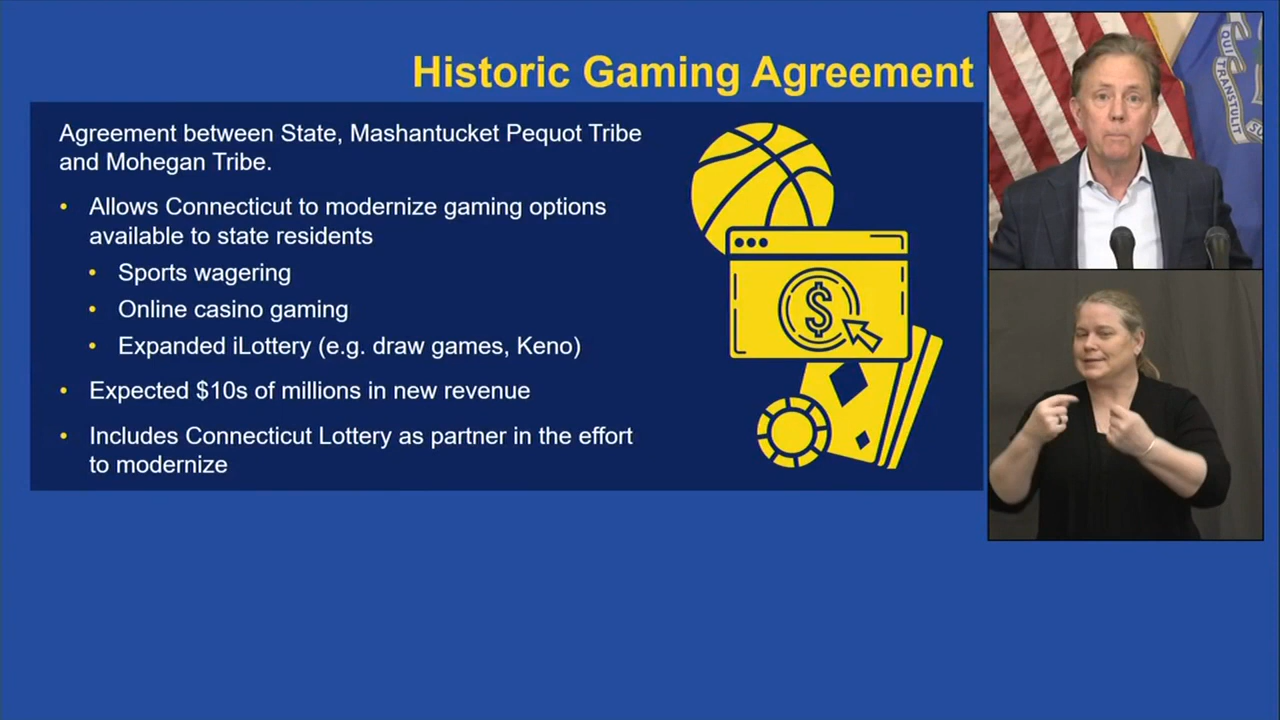 Historic Gaming Agreement
Agreement between State, Mashantucket Pequot Tribe
and Mohegan Tribe.
• Allows Connecticut to modernize gaming options
available to state residents
• Sports wagering
• Online casino gaming
• Expanded iLottery (e.g. draw games, Keno)
• Expected $10s of millions in new revenue
• Includes Connecticut Lottery as partner in the effort
to modernize
$
QUI
TRANSTULIT